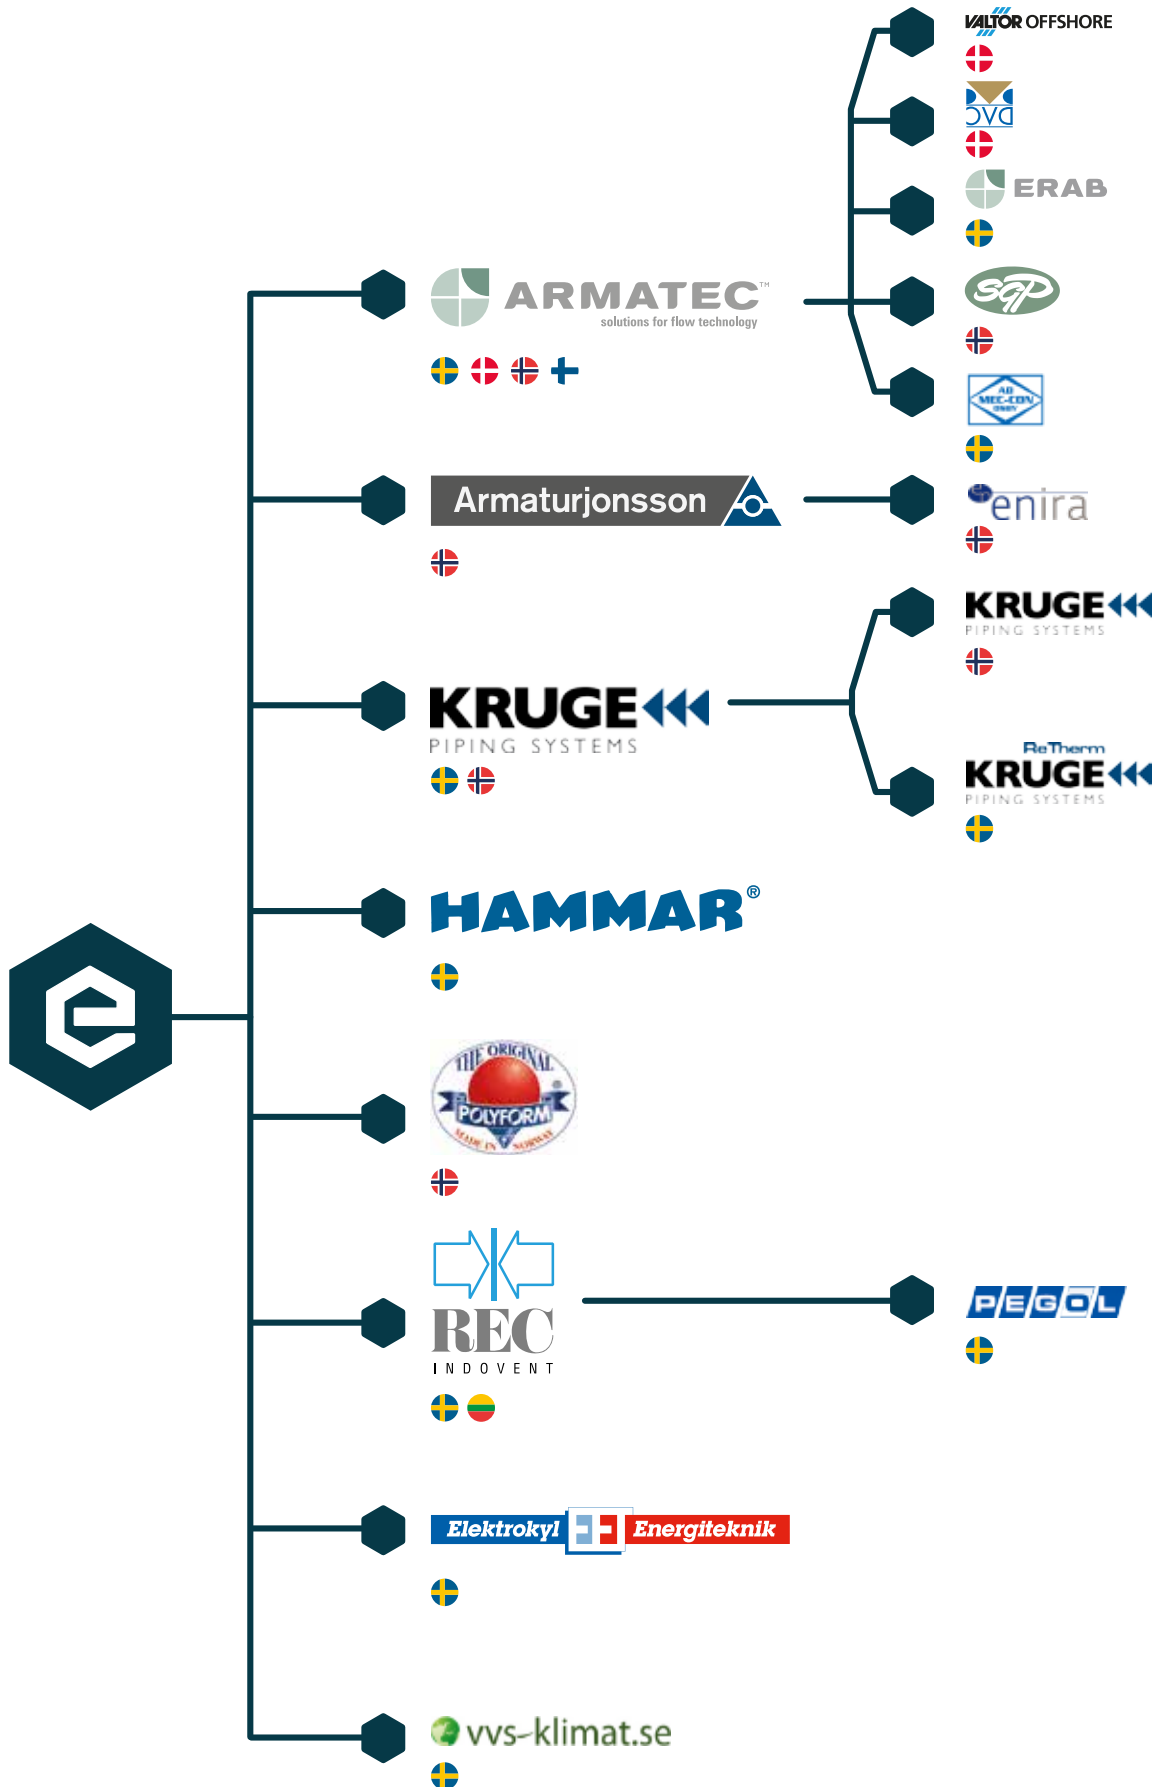 VALTOR OFFSHORE
DVC
ERAB
ARMATEC™
solutions for flow technology
SGP
AB
MEC-CON
OSBY
Armaturjonsson
enira
KRUGE
PIPING SYSTEMS
KRUGE
PIPING SYSTEMS
ReTherm
KRUGE
PIPING SYSTEMS
HAMMAR®
e
THE ORIGINAL
POLYFORM®
MADE IN NORWAY
REC
INDOVENT
PEGOL
Elektrokyl Energiteknik
vvs-klimat.se